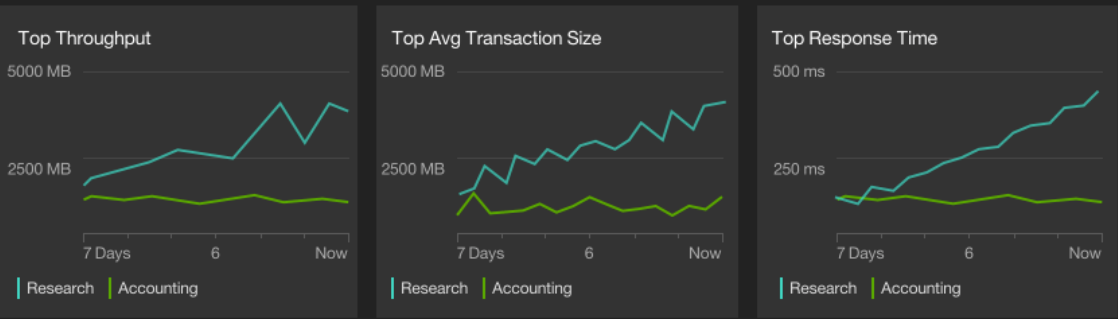 Top Throughput
5000 MB
2500 MB
7 Days 6 Now
Research Accounting
Top Avg Transaction Size
5000 MB
2500 MB
7 Days 6 Now
Research Accounting
Top Response Time
500 ms
250 ms
7 Days 6 Now
Research Accounting